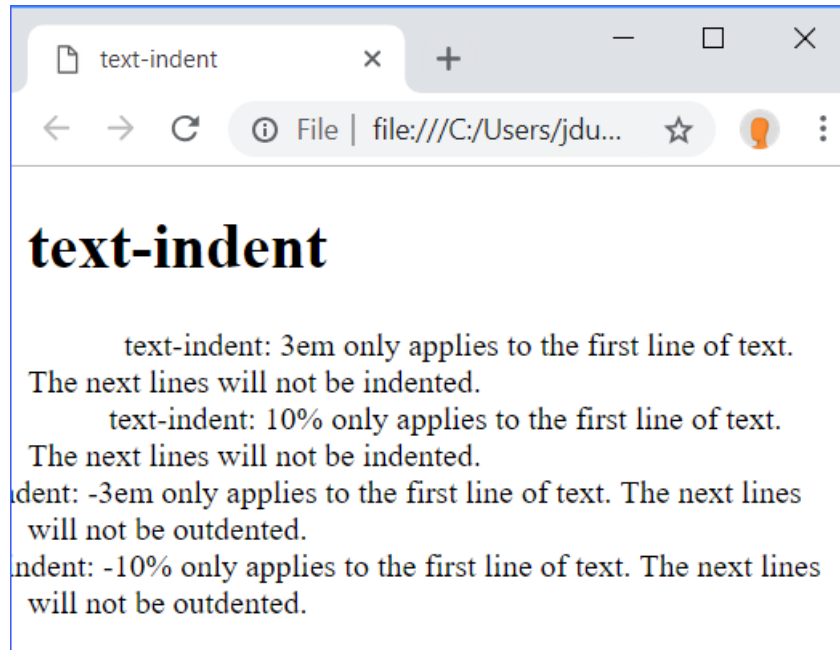 text-indent
File | file:///C:/Users/jdu...
text-indent
text-indent: 3em only applies to the first line of text.
The next lines will not be indented.
text-indent: 10% only applies to the first line of text.
The next lines will not be indented.
ndent: -3em only applies to the first line of text. The next lines
will not be outdented.
indent: -10% only applies to the first line of text. The next lines
will not be outdented.